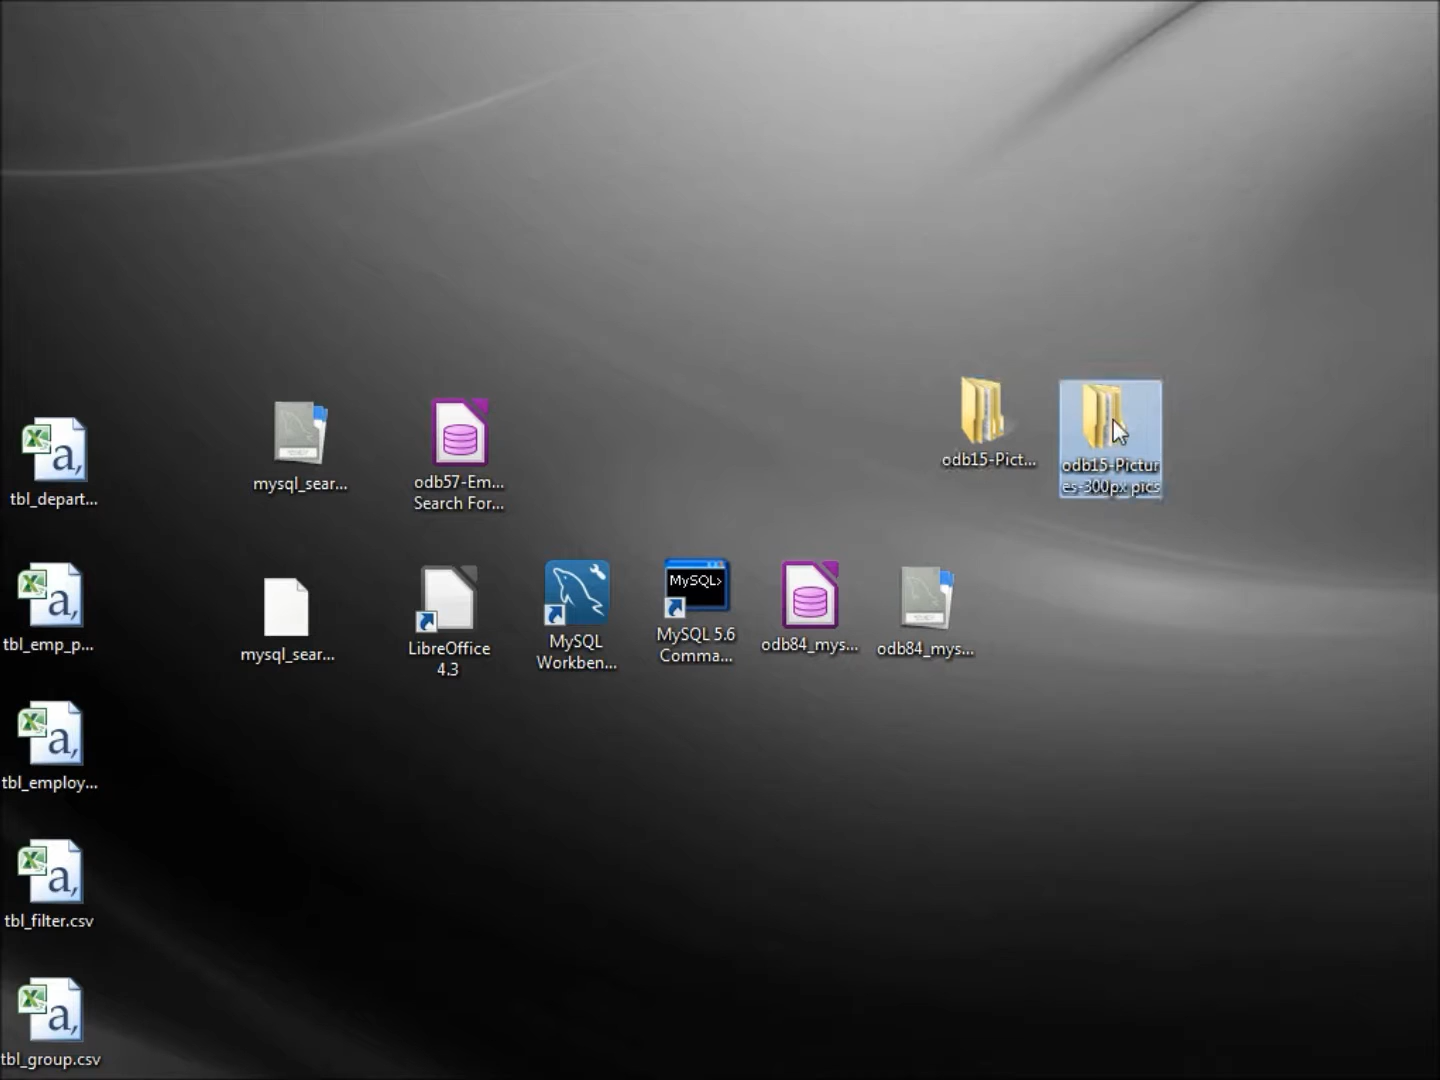 odb15-Pict...
odb15-Pictur
es-300px pics
tbl_depart...
mysql_sear...
odb57-Em...
Search For...
MySQL>
tbl_emp_p...
mysql_sear...
LibreOffice
4.3
MySQL
Workben...
MySQL 5.6
Comma...
odb84_mys...
odb84_mys...
a,
a,
tbl_employ...
a,
tbl_filter.csv
a,
tbl_group.csv
a,